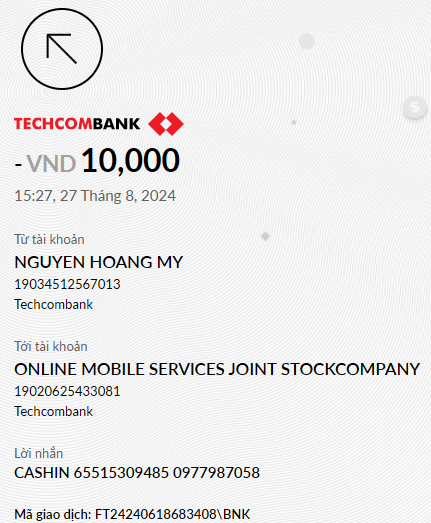 TECHCOMBANK
- VND 10,000
15:27, 27 Tháng 8, 2024
Từ tài khoản
NGUYEN HOANG MY
19034512567013
Techcombank
Tới tài khoản
ONLINE MOBILE SERVICES JOINT STOCKCOMPANY
19020625433081
Techcombank
Lời nhắn
CASHIN 65515309485 0977987058
Mã giao dịch: FT24240618683408\BNK
$